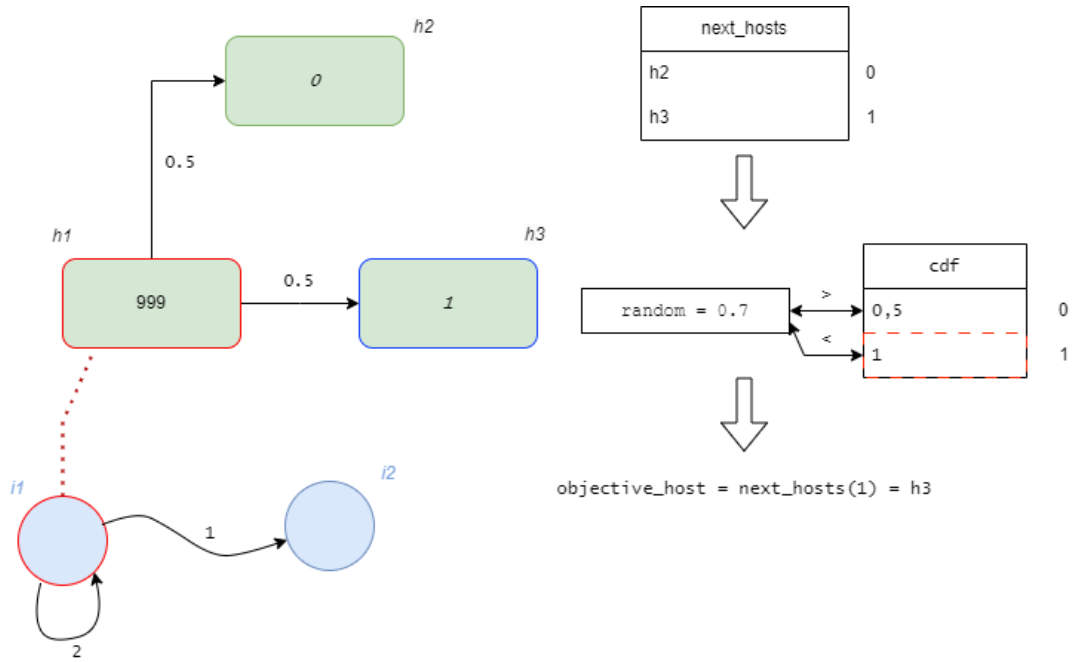 h2
0
0.5
h1
999
0.5
h3
1
i1
i2
1
2
next_hosts
h2 0
h3 1
cdf
random = 0.7
>
0,5 0
<
1 1
objective_host = next_hosts(1) = h3